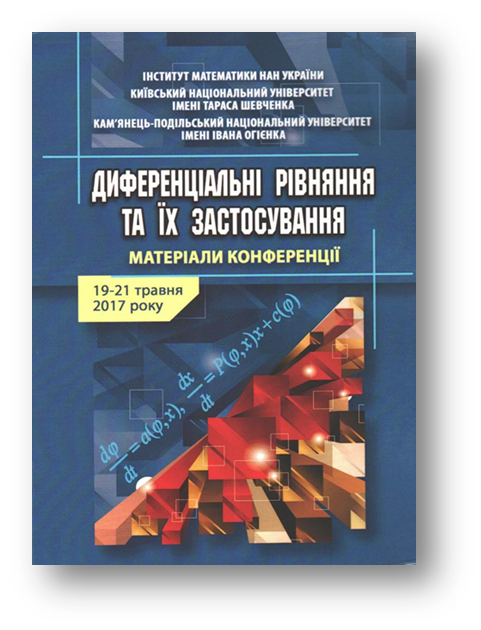 ІНСТИТУТ МАТЕМАТИКИ НАН УКРАЇНИ
КИЇВСЬКИЙ НАЦІОНАЛЬНИЙ УНІВЕРСИТЕТ
ІМЕНІ ТАРАСА ШЕВЧЕНКА
КАМ'ЯНЕЦЬ-ПОДІЛЬСЬКИЙ НАЦІОНАЛЬНИЙ УНІВЕРСИТЕТ
ІМЕНІ ІВАНА ОГІЄНКА
ДИФЕРЕНЦІАЛЬНІ РІВНЯННЯ
ТА ЇХ ЗАСТОСУВАННЯ
МАТЕРІАЛИ КОНФЕРЕНЦІЇ
19-21 травня
2017 року
dφ/dt = a(φ,x), dx/dt = P(φ,x)x + c(φ)